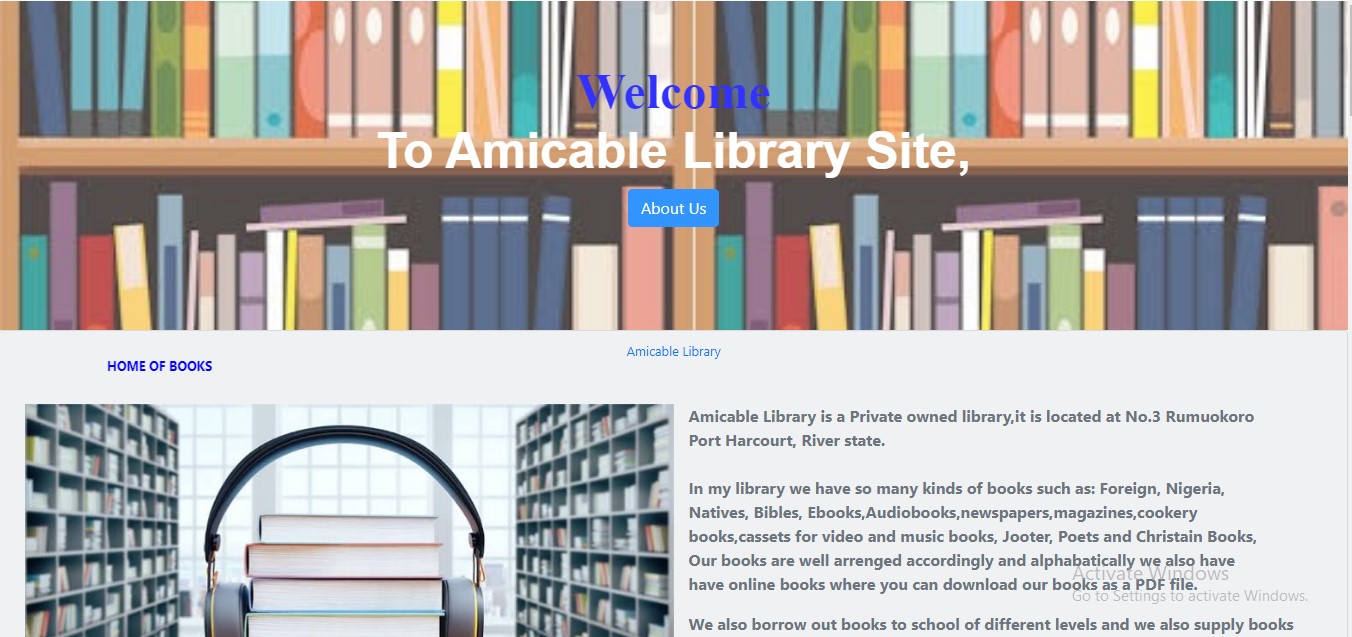 Welcome
To Amicable Library Site,
About Us
Amicable Library
HOME OF BOOKS
Amicable Library is a Private owned library,it is located at No.3 Rumuokoro
Port Harcourt, River state.
In my library we have so many kinds of books such as: Foreign, Nigeria,
Natives, Bibles, Ebooks,Audiobooks,newspapers,magazines,cookery
books,cassets for video and music books, Jooter, Poets and Christain Books,
Our books are well arrenged accordingly and alphabatically we also have
have online books where you can download our books as a PDF file.
Activate Windows
Go to Settings to activate Windows.
We also borrow out books to school of different levels and we also supply books